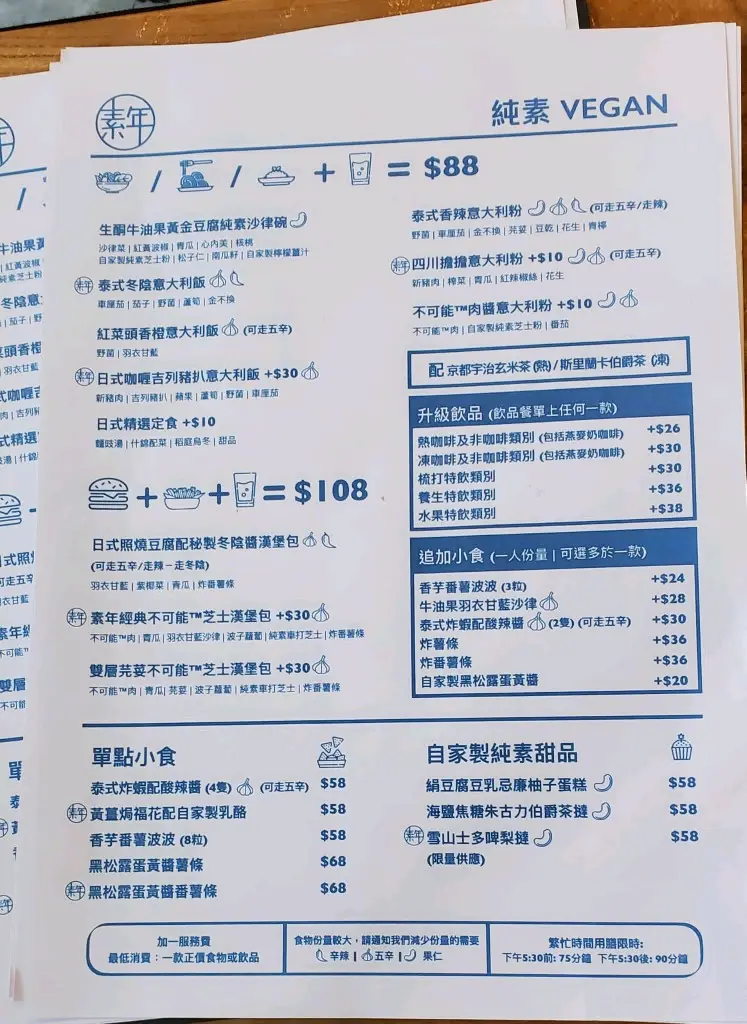 素年
純素 VEGAN
/ / + = $88
生酮牛油果黃金豆腐純素沙律碗
沙律菜 | 紅黃波椒 | 青瓜 | 心內美 | 核桃
自家製純素芝士粉 | 松子仁 | 南瓜籽 | 自家製檸檬薑汁
素年 泰式冬陰意大利飯
車厘茄 | 茄子 | 野菌 | 蘆筍 | 金不換
紅菜頭香橙意大利飯 (可走五辛)
野菌 | 羽衣甘藍
素年 日式咖喱吉列豬扒意大利飯 +$30
新豬肉 | 吉列豬扒 | 蘋果 | 蘆筍 | 野菌 | 車厘茄
日式精選定食 +$10
麵豉湯 | 什錦配菜 | 稻庭烏冬 | 甜品
泰式香辣意大利粉 (可走五辛/走辣)
野菌 | 車厘茄 | 金不換 | 芫荽 | 豆乾 | 花生 | 青檸
素年 四川擔擔意大利粉 +$10 (可走五辛)
新豬肉 | 榨菜 | 青瓜 | 紅辣椒絲 | 花生
不可能™肉醬意大利粉 +$10
不可能™肉 | 自家製純素芝士粉 | 番茄
配 京都宇治玄米茶 (熱) / 斯里蘭卡伯爵茶 (凍)
升級飲品 (飲品餐單上任何一款)
熱咖啡及非咖啡類別 (包括燕麥奶咖啡) +$26
凍咖啡及非咖啡類別 (包括燕麥奶咖啡) +$30
梳打特飲類別 +$30
養生特飲類別 +$36
水果特飲類別 +$38
+ + = $108
日式照燒豆腐配秘製冬陰醬漢堡包
(可走五辛/走辣－走冬陰)
羽衣甘藍 | 紫椰菜 | 青瓜 | 炸番薯條
素年 素年經典不可能™芝士漢堡包 +$30
不可能™肉 | 青瓜 | 羽衣甘藍沙律 | 波子蘿蔔 | 純素車打芝士 | 炸番薯條
雙層芫荽不可能™芝士漢堡包 +$30
不可能™肉 | 青瓜 | 芫荽 | 波子蘿蔔 | 純素車打芝士 | 炸番薯條
追加小食 (一人份量 | 可選多於一款)
香芋番薯波波 (3粒) +$24
牛油果羽衣甘藍沙律 +$28
泰式炸蝦配酸辣醬 (2隻) (可走五辛) +$30
炸薯條 +$36
炸番薯條 +$36
自家製黑松露蛋黃醬 +$20
單點小食
泰式炸蝦配酸辣醬 (4隻) (可走五辛) $58
素年 黃薑焗福花配自家製乳酪 $58
香芋番薯波波 (8粒) $58
黑松露蛋黃醬薯條 $68
素年 黑松露蛋黃醬番薯條 $68
自家製純素甜品
絹豆腐豆乳忌廉柚子蛋糕 $58
海鹽焦糖朱古力伯爵茶撻 $58
素年 雪山士多啤梨撻 $58
(限量供應)
加一服務費
最低消費：一款正價食物或飲品
食物份量較大，請通知我們減少份量的需要
辛辣 | 五辛 | 果仁
繁忙時間用膳限時:
下午5:30前: 75分鐘 下午5:30後: 90分鐘